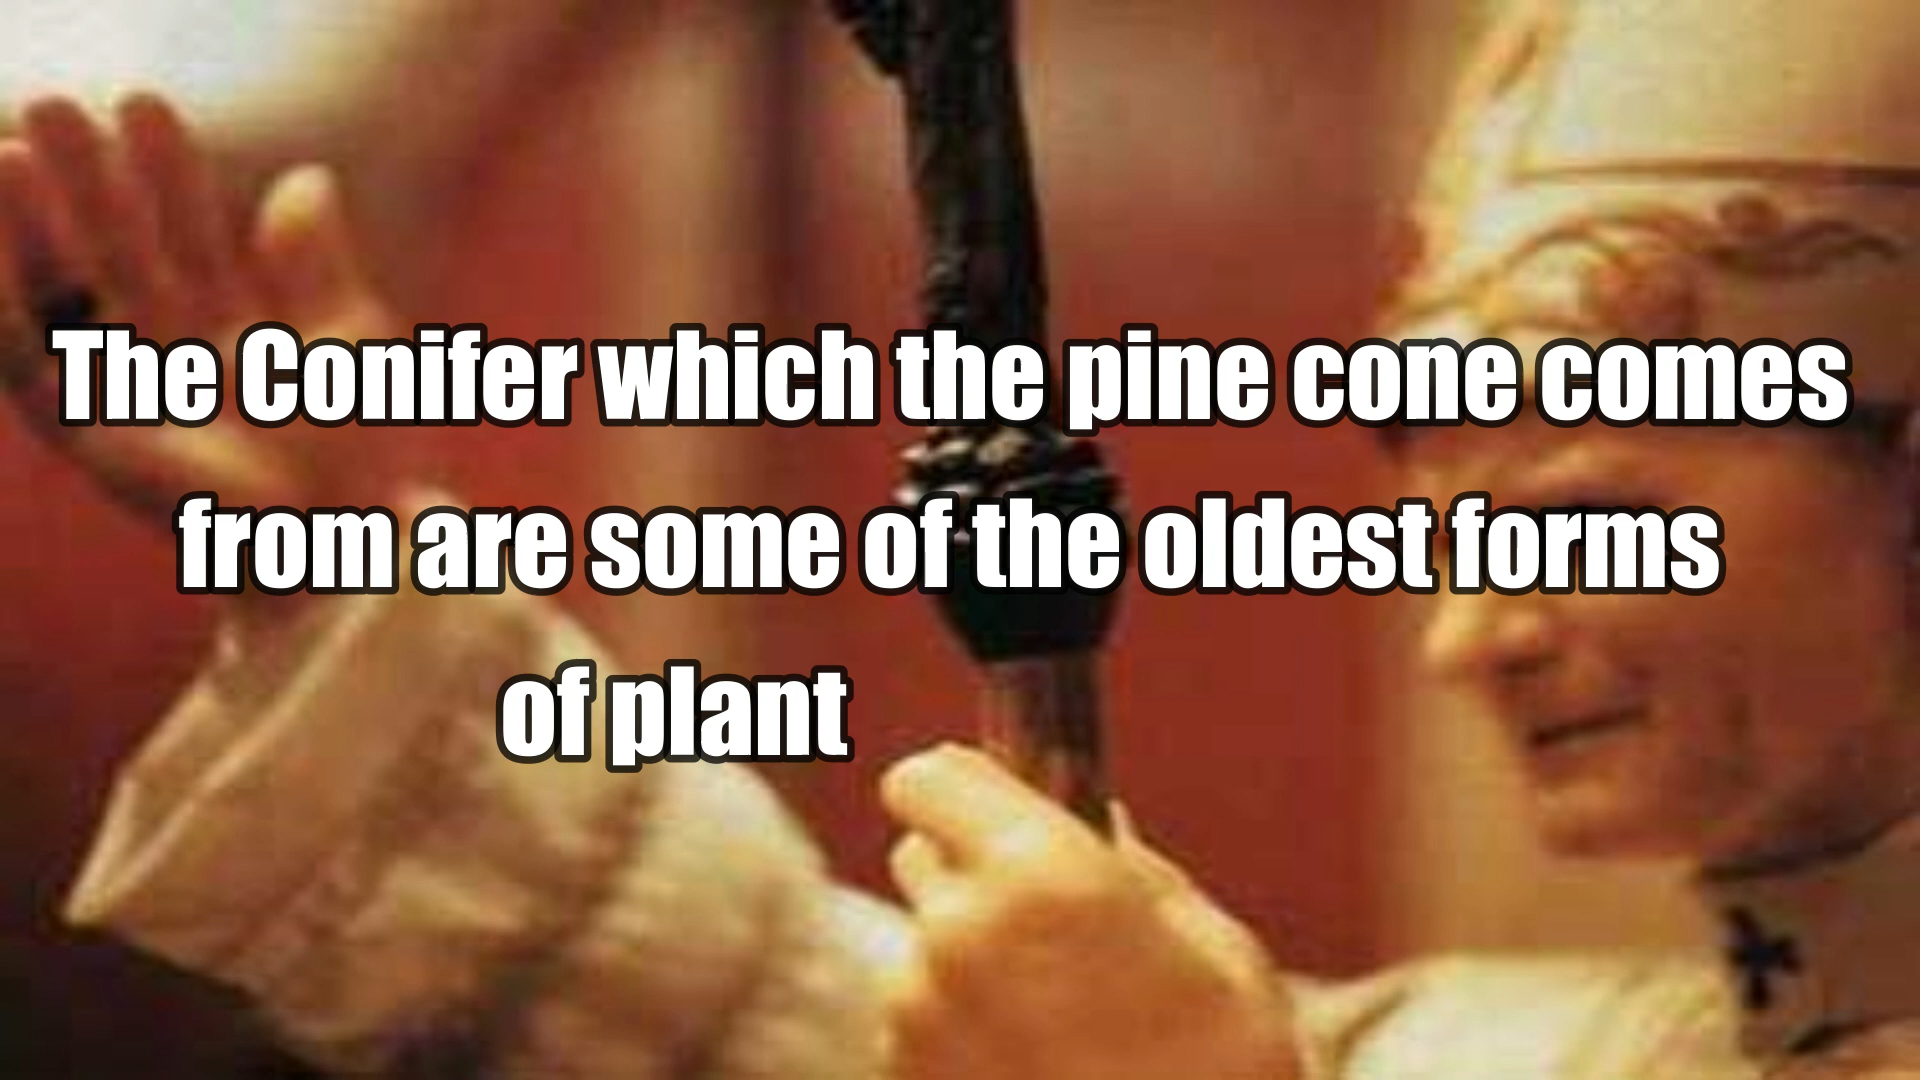 The Conifer which the pine cone comes
from are some of the oldest forms
of plant